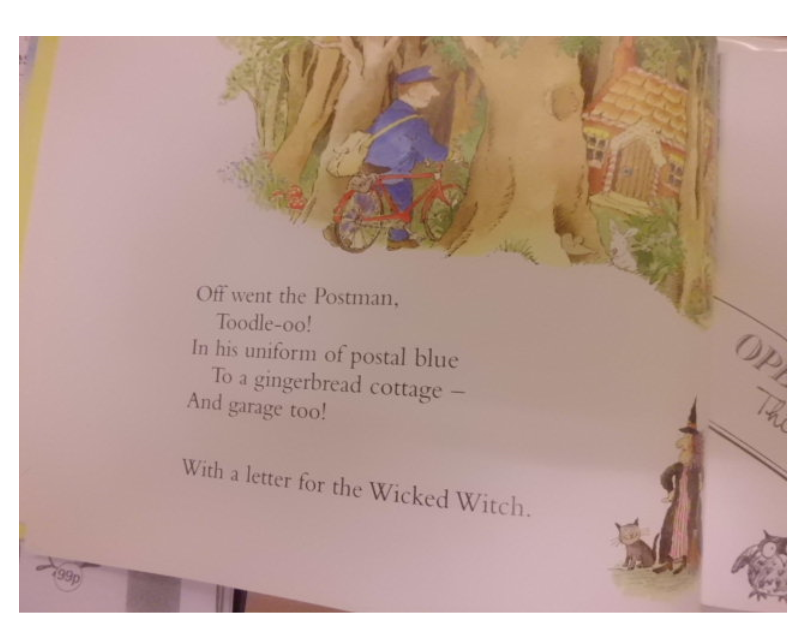 Off went the Postman,
Toodle-oo!
In his uniform of postal blue
To a gingerbread cottage –
And garage too!
With a letter for the Wicked Witch.
99p